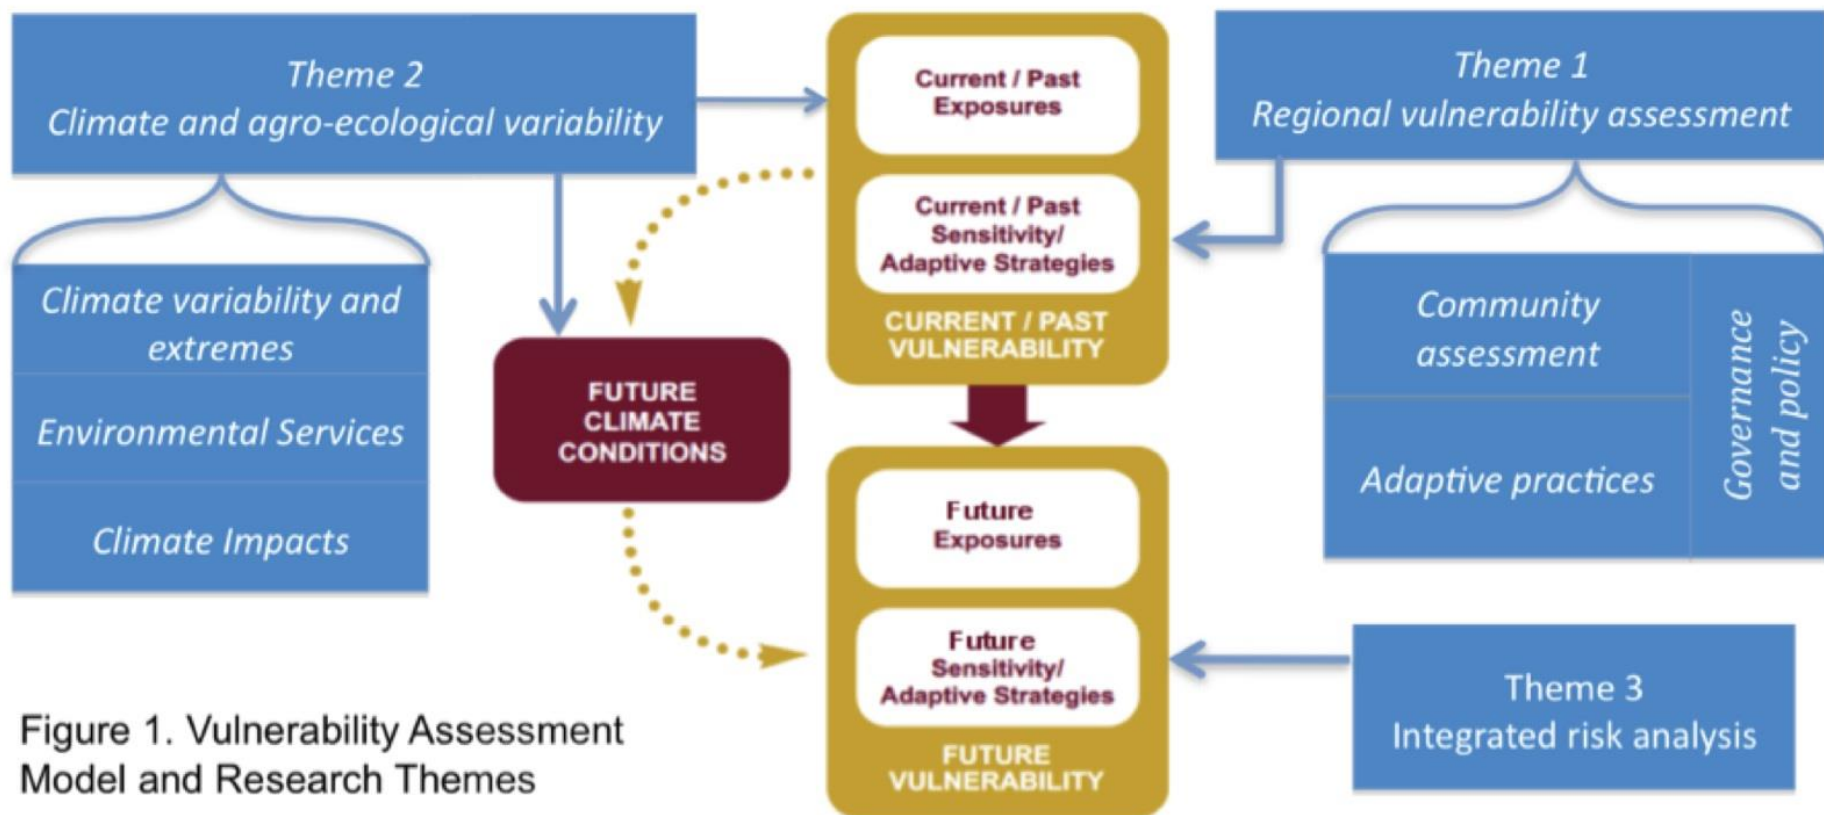 Theme 2
Climate and agro-ecological variability
Climate variability and
extremes
Environmental Services
Climate Impacts
FUTURE
CLIMATE
CONDITIONS
Current / Past
Exposures
Current / Past
Sensitivity/
Adaptive Strategies
CURRENT / PAST
VULNERABILITY
Future
Exposures
Future
Sensitivity/
Adaptive Strategies
FUTURE
VULNERABILITY
Theme 1
Regional vulnerability assessment
Community
assessment
Adaptive practices
Governance
and policy
Theme 3
Integrated risk analysis
Figure 1. Vulnerability Assessment
Model and Research Themes